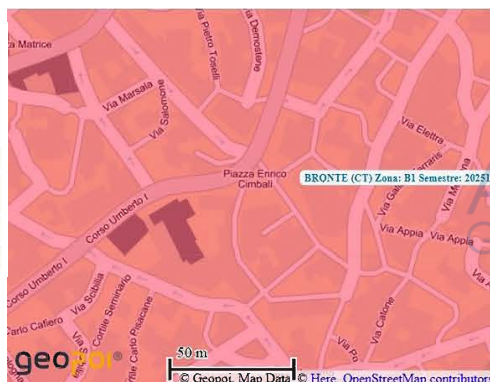 Via Pietro Toselli
Via Demostene
Matrice
Via Marsala
Via Salomone
Via Elettra
Piazza Enrico
Cimbali
BRONTE (CT) Zona: B1 Semestre: 20251
Corso Umberto I
Via Appia
Via Appia
Corso Umberto I
Via Scibilia
Cortile Seminario
Carlo Pisacane
Via Catone
Carlo Cafiero
Via Po
geopoi®
50 m
© Geopoi, Map Data © Here, OpenStreetMap contributors